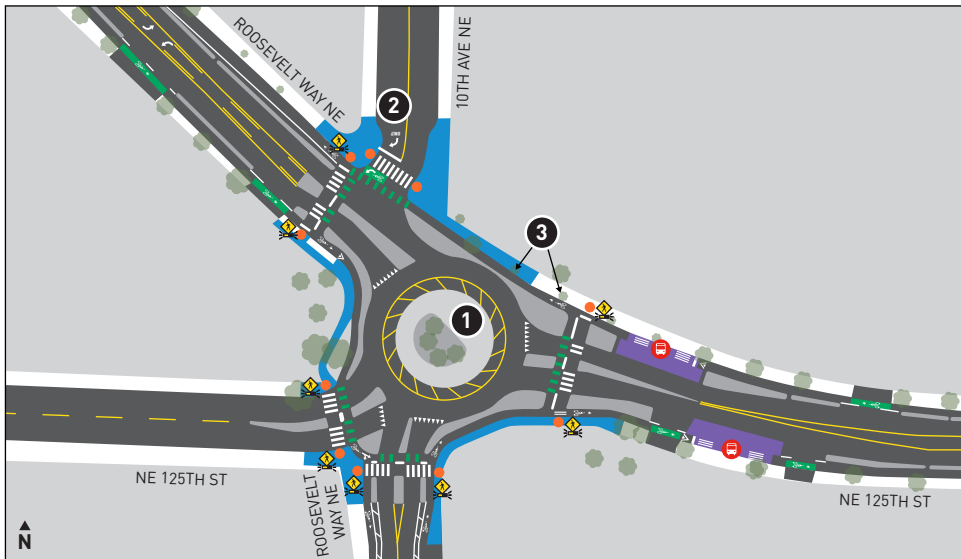 ROOSEVELT WAY NE
10TH AVE NE
2
3
1
NE 125TH ST
ROOSEVELT
WAY NE
NE 125TH ST
N